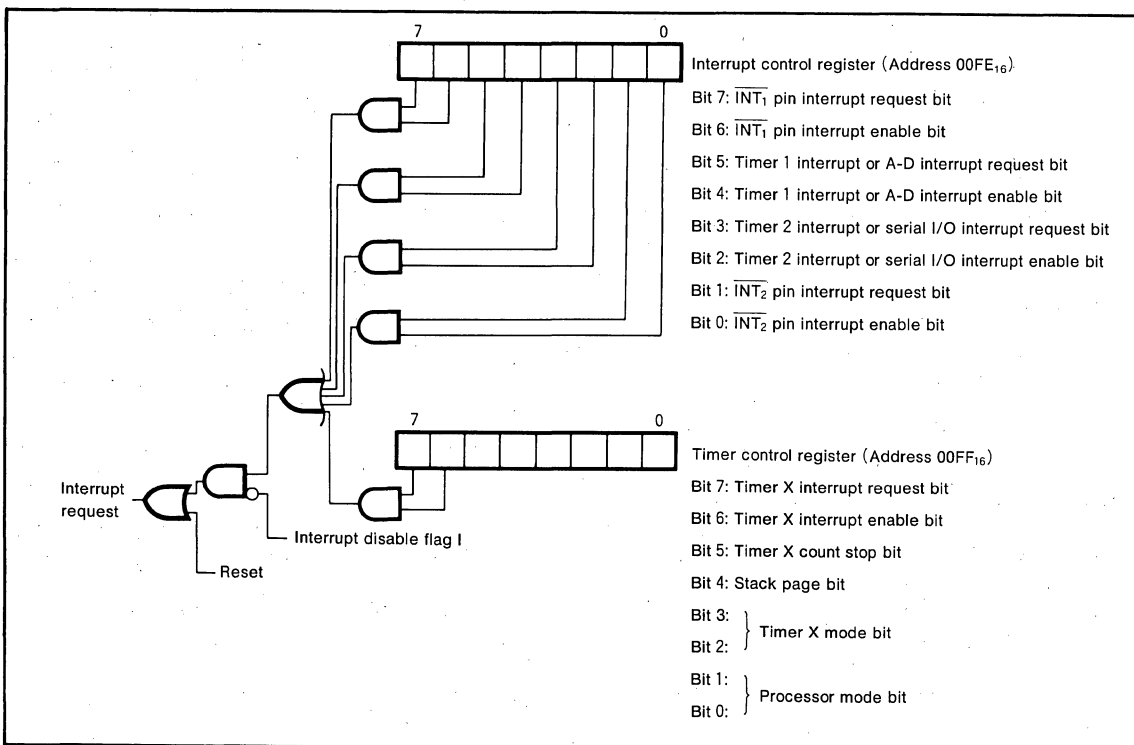 7 0
Interrupt control register (Address 00FE₁₆)
Bit 7: I̅N̅T̅₁̅ pin interrupt request bit
Bit 6: I̅N̅T̅₁̅ pin interrupt enable bit
Bit 5: Timer 1 interrupt or A-D interrupt request bit
Bit 4: Timer 1 interrupt or A-D interrupt enable bit
Bit 3: Timer 2 interrupt or serial I/O interrupt request bit
Bit 2: Timer 2 interrupt or serial I/O interrupt enable bit
Bit 1: I̅N̅T̅₂̅ pin interrupt request bit
Bit 0: I̅N̅T̅₂̅ pin interrupt enable bit
7 0
Timer control register (Address 00FF₁₆)
Bit 7: Timer X interrupt request bit
Bit 6: Timer X interrupt enable bit
Bit 5: Timer X count stop bit
Bit 4: Stack page bit
Bit 3:
Timer X mode bit
Bit 2:
Bit 1:
Processor mode bit
Bit 0:
Interrupt
request
Interrupt disable flag I
Reset